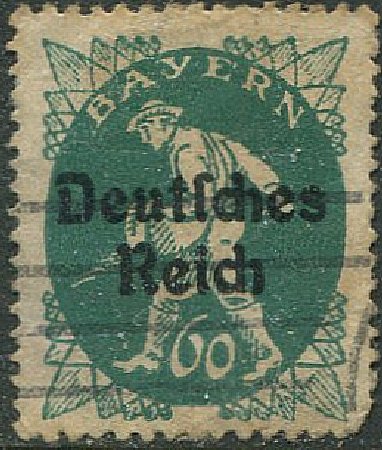 BAYERN
Deutſches
Reich
60